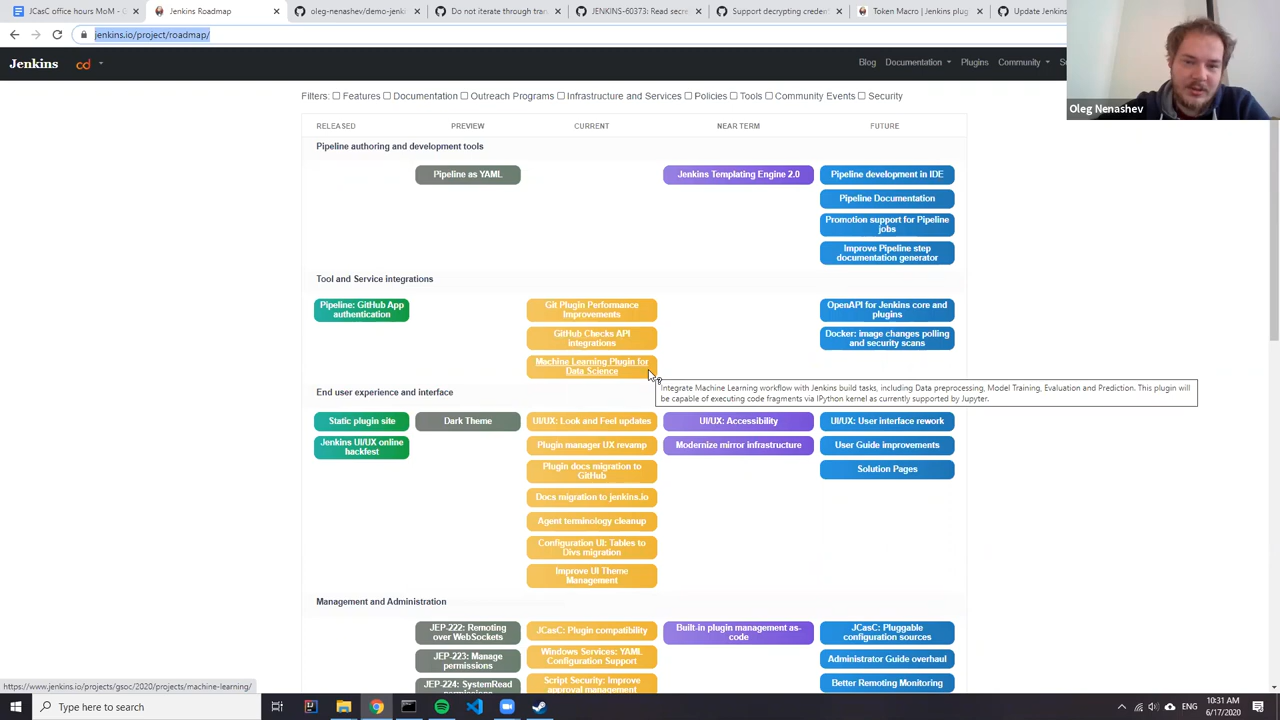 JCasC office hours MoM - G
Jenkins Roadmap
oleg-nenashev/demo-jenki
Do not iterate through tran
JENKINS-60373: Read secre
Support decrypting creden
Token Macro | Jenkins plug
Update Jenkins
jenkins.io/project/roadmap/
Jenkins
cd
Blog Documentation Plugins Community
Oleg Nenashev
Filters: Features Documentation Outreach Programs Infrastructure and Services Policies Tools Community Events Security
RELEASED PREVIEW CURRENT NEAR TERM FUTURE
Pipeline authoring and development tools
Pipeline as YAML
Jenkins Templating Engine 2.0
Pipeline development in IDE
Pipeline Documentation
Promotion support for Pipeline
jobs
Improve Pipeline step
documentation generator
Tool and Service integrations
Pipeline: GitHub App
authentication
Git Plugin Performance
Improvements
GitHub Checks API
integrations
Machine Learning Plugin for
Data Science
OpenAPI for Jenkins core and
plugins
Docker: image changes polling
and security scans
Integrate Machine Learning workflow with Jenkins build tasks, including Data preprocessing, Model Training, Evaluation and Prediction. This plugin will
be capable of executing code fragments via IPython kernel as currently supported by Jupyter.
End user experience and interface
Static plugin site
Jenkins UI/UX online
hackfest
Dark Theme
UI/UX: Look and Feel updates
Plugin manager UX revamp
Plugin docs migration to
GitHub
Docs migration to jenkins.io
Agent terminology cleanup
Configuration UI: Tables to
Divs migration
Improve UI Theme
Management
UI/UX: Accessibility
Modernize mirror infrastructure
UI/UX: User interface rework
User Guide improvements
Solution Pages
Management and Administration
JEP-222: Remoting
over WebSockets
JEP-223: Manage
permissions
JEP-224: SystemRead
permissions
JCasC: Plugin compatibility
Windows Services: YAML
Configuration Support
Script Security: Improve
approval management
Built-in plugin management as-
code
JCasC: Pluggable
configuration sources
Administrator Guide overhaul
Better Remoting Monitoring
https://www.jenkins.io/projects/gsoc/2020/projects/machine-learning/
Type here to search
ENG
10:31 AM
6/17/2020